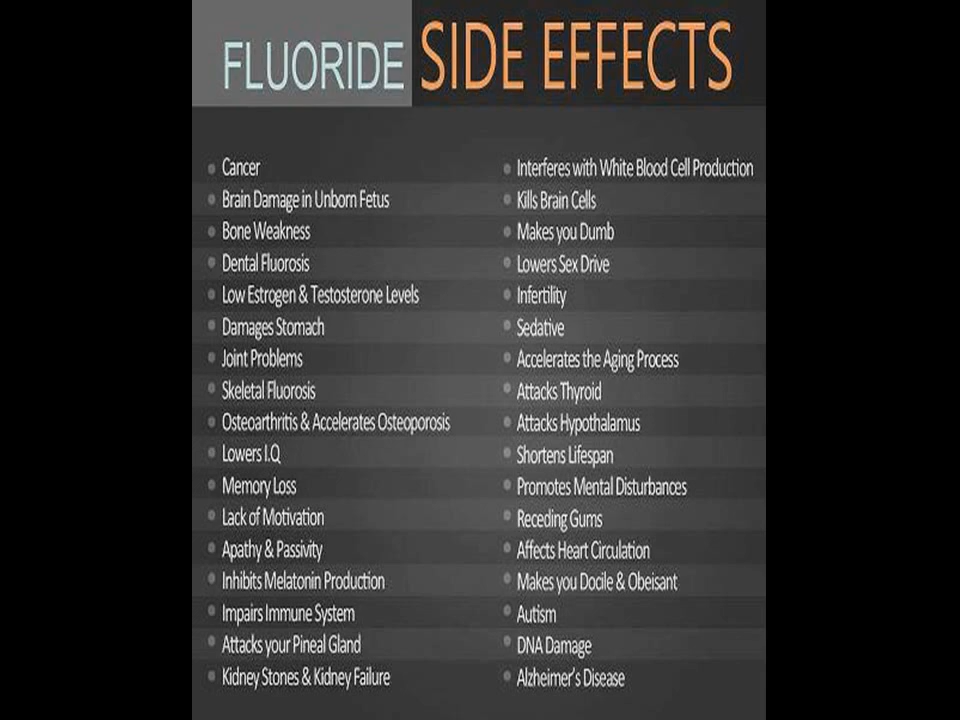 FLUORIDE SIDE EFFECTS
Cancer
Brain Damage in Unborn Fetus
Bone Weakness
Dental Fluorosis
Low Estrogen & Testosterone Levels
Damages Stomach
Joint Problems
Skeletal Fluorosis
Osteoarthritis & Accelerates Osteoporosis
Lowers I.Q
Memory Loss
Lack of Motivation
Apathy & Passivity
Inhibits Melatonin Production
Impairs Immune System
Attacks your Pineal Gland
Kidney Stones & Kidney Failure
Interferes with White Blood Cell Production
Kills Brain Cells
Makes you Dumb
Lowers Sex Drive
Infertility
Sedative
Accelerates the Aging Process
Attacks Thyroid
Attacks Hypothalamus
Shortens Lifespan
Promotes Mental Disturbances
Receding Gums
Affects Heart Circulation
Makes you Docile & Obeisant
Autism
DNA Damage
Alzheimer's Disease